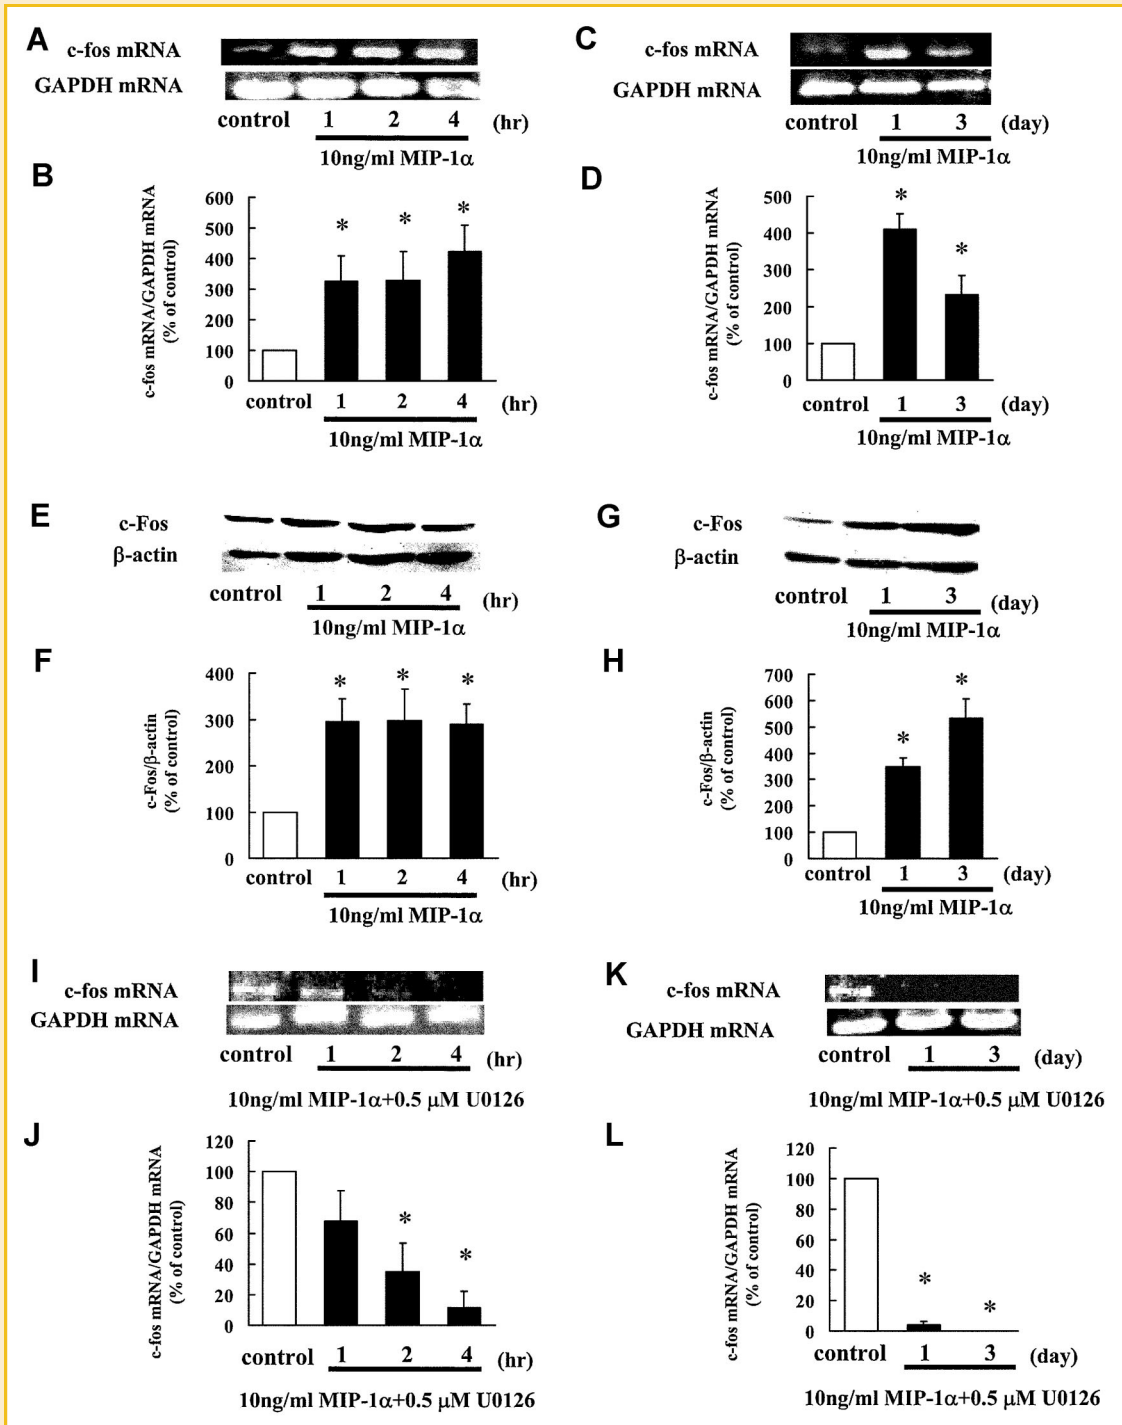 A
c-fos mRNA
GAPDH mRNA
control 1 2 4 (hr)
10ng/ml MIP-1α
C
c-fos mRNA
GAPDH mRNA
control 1 3 (day)
10ng/ml MIP-1α
B
c-fos mRNA/GAPDH mRNA
(% of control)
600
500
400
300
200
100
0
* * *
control 1 2 4 (hr)
10ng/ml MIP-1α
D
c-fos mRNA/GAPDH mRNA
(% of control)
500
400
300
200
100
0
* *
control 1 3 (day)
10ng/ml MIP-1α
E
c-Fos
β-actin
control 1 2 4 (hr)
10ng/ml MIP-1α
G
c-Fos
β-actin
control 1 3 (day)
10ng/ml MIP-1α
F
c-Fos/β-actin
(% of control)
400
300
200
100
0
* * *
control 1 2 4 (hr)
10ng/ml MIP-1α
H
c-Fos/β-actin
(% of control)
700
600
500
400
300
200
100
0
* *
control 1 3 (day)
10ng/ml MIP-1α
I
c-fos mRNA
GAPDH mRNA
control 1 2 4 (hr)
10ng/ml MIP-1α+0.5 μM U0126
K
c-fos mRNA
GAPDH mRNA
control 1 3 (day)
10ng/ml MIP-1α+0.5 μM U0126
J
c-fos mRNA/GAPDH mRNA
(% of control)
120
100
80
60
40
20
0
* *
control 1 2 4 (hr)
10ng/ml MIP-1α+0.5 μM U0126
L
c-fos mRNA/GAPDH mRNA
(% of control)
120
100
80
60
40
20
0
* *
control 1 3 (day)
10ng/ml MIP-1α+0.5 μM U0126